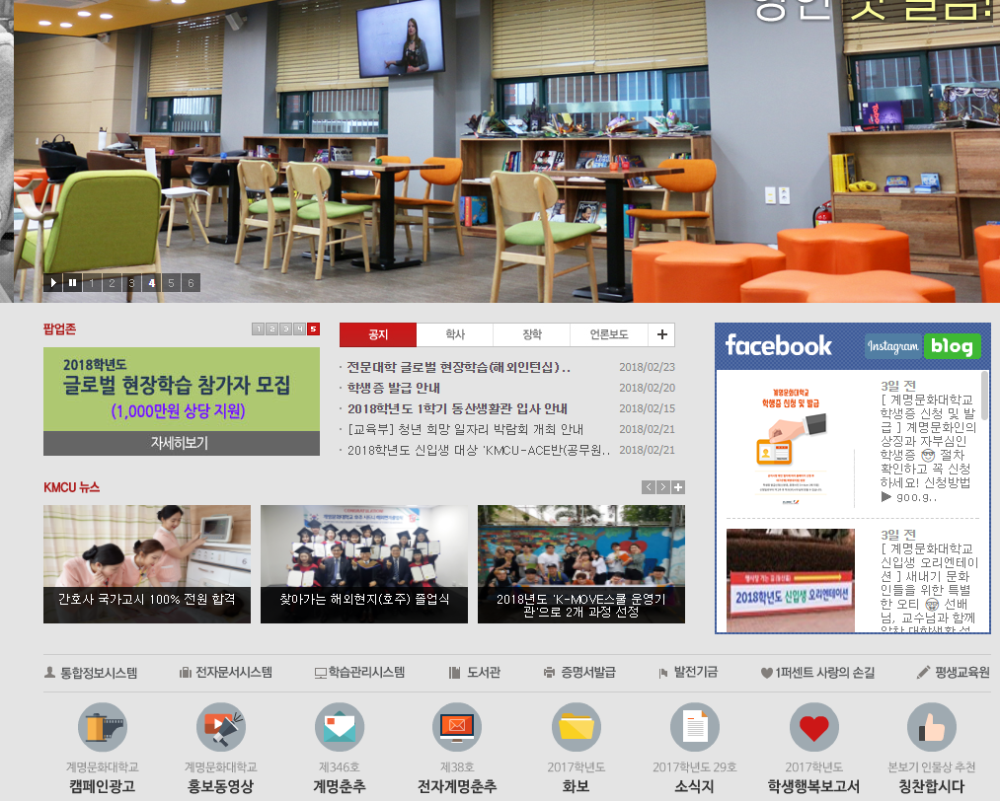 첫 발음!
1 2 3 4 5 6
팝업존
1 2 3 4 5
2018학년도
글로벌 현장학습 참가자 모집
(1,000만원 상당 지원)
자세히보기
공지 학사 장학 언론보도 +
전문대학 글로벌 현장학습(해외인턴십).. 2018/02/23
학생증 발급 안내 2018/02/20
2018학년도 1학기 동산생활관 입사 안내 2018/02/15
[교육부] 청년 희망 일자리 박람회 개최 안내 2018/02/21
2018학년도 신입생 대상 'KMCU-ACE반(공무원.. 2018/02/21
facebook Instagram blog
계명문화대학교
학생증 신청 및 발급
3일 전
[ 계명문화대학교
학생증 신청 및 발
급 ] 계명문화인의
상징과 자부심인
학생증 🤓 절차
확인하고 꼭 신청
하세요! 신청방법
▶ goo.g..
3일 전
[ 계명문화대학교
신입생 오리엔테이
션 ] 새내기 문화
인들을 위한 특별
한 오티 🤓 선배
님, 교수님과 함께
2018학년도 신입생 오리엔테이션
KMCU 뉴스
간호사 국가고시 100% 전원 합격
찾아가는 해외현지(호주) 졸업식
2018년도 'K-MOVE스쿨 운영기
관'으로 2개 과정 선정
통합정보시스템 전자문서시스템 학습관리시스템 도서관 증명서발급 발전기금 1퍼센트 사랑의 손길 평생교육원
계명문화대학교
캠페인광고
계명문화대학교
홍보동영상
제346호
계명춘추
제38호
전자계명춘추
2017학년도
화보
2017학년도 29호
소식지
2017학년도
학생행복보고서
본보기 인물상 추천
칭찬합시다